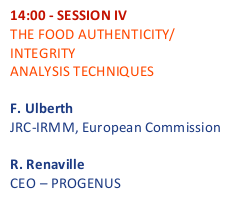 14:00 - SESSION IV
THE FOOD AUTHENTICITY/
INTEGRITY
ANALYSIS TECHNIQUES
F. Ulberth
JRC-IRMM, European Commission
R. Renaville
CEO – PROGENUS